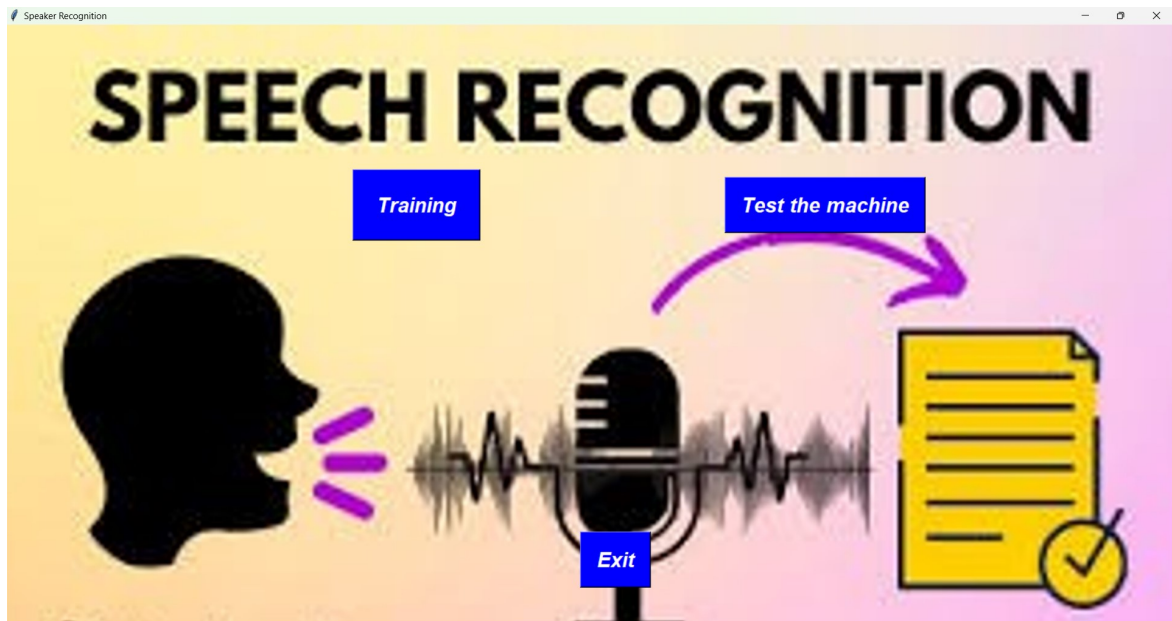 Speaker Recognition
SPEECH RECOGNITION
Training
Test the machine
Exit